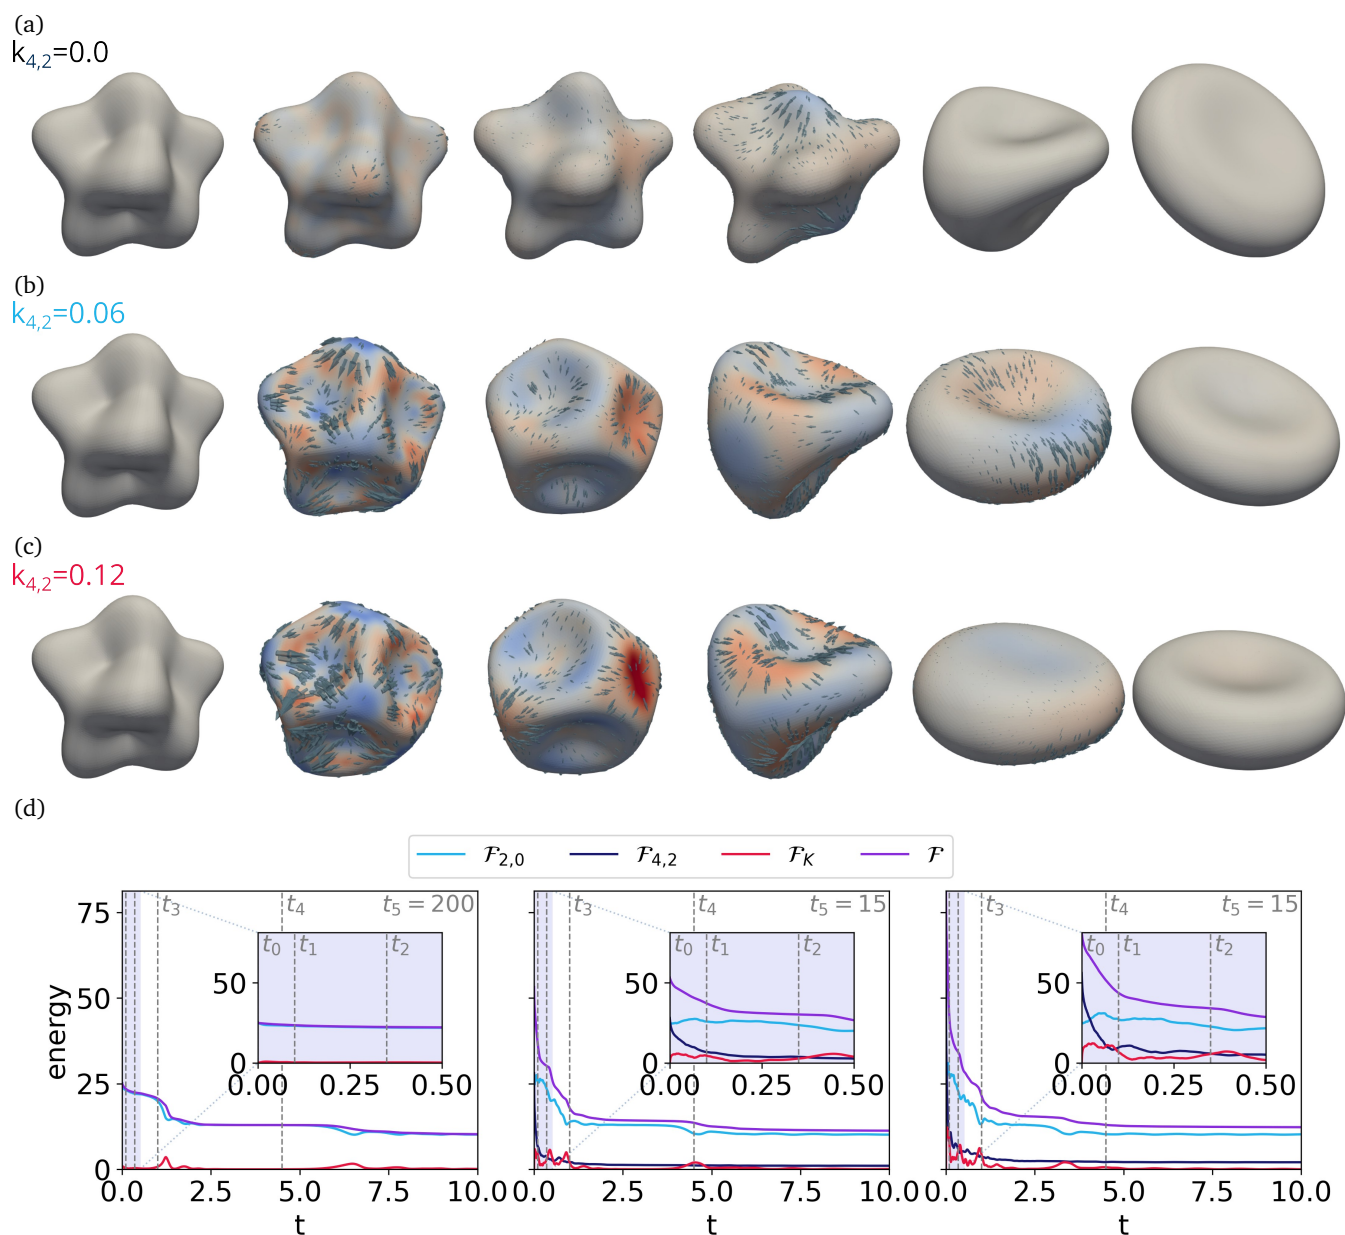 (a)
k4,2=0.0
(b)
k4,2=0.06
(c)
k4,2=0.12
(d)
ℱ2,0 ℱ4,2 ℱK ℱ
energy
75
50
25
0
t3 t4 t5 = 200
t0 t1 t2
50
0
0.00 0.25 0.50
0.0 2.5 5.0 7.5 10.0
t
t3 t4 t5 = 15
t0 t1 t2
50
0
0.00 0.25 0.50
0.0 2.5 5.0 7.5 10.0
t
t3 t4 t5 = 15
t0 t1 t2
50
0
0.00 0.25 0.50
0.0 2.5 5.0 7.5 10.0
t